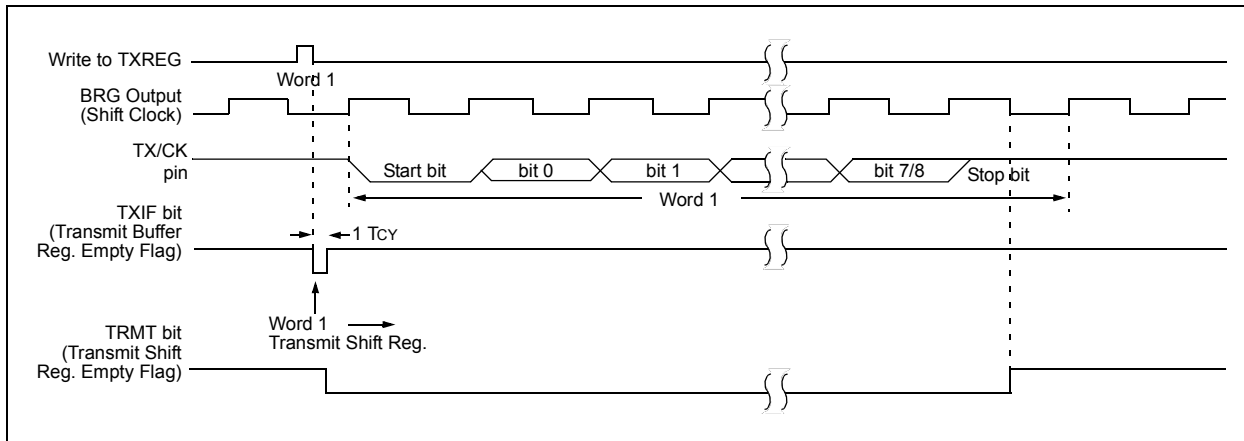 Write to TXREG
Word 1
BRG Output
(Shift Clock)
TX/CK
pin
Start bit
bit 0
bit 1
bit 7/8
Stop bit
Word 1
TXIF bit
(Transmit Buffer
Reg. Empty Flag)
1 TCY
Word 1
Transmit Shift Reg.
TRMT bit
(Transmit Shift
Reg. Empty Flag)